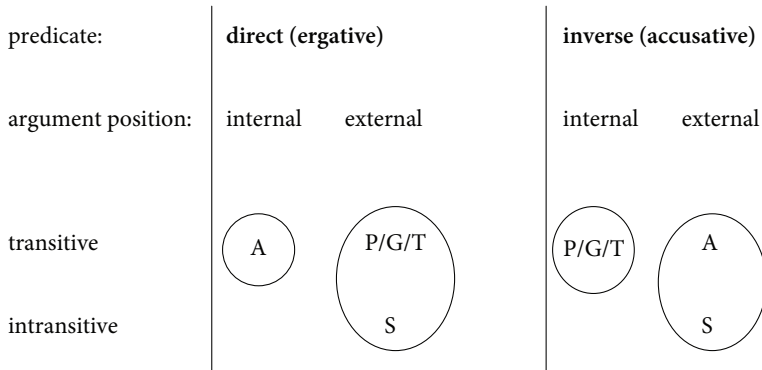 predicate: direct (ergative) inverse (accusative)
argument position: internal external internal external
transitive A P/G/T P/G/T A
intransitive S S